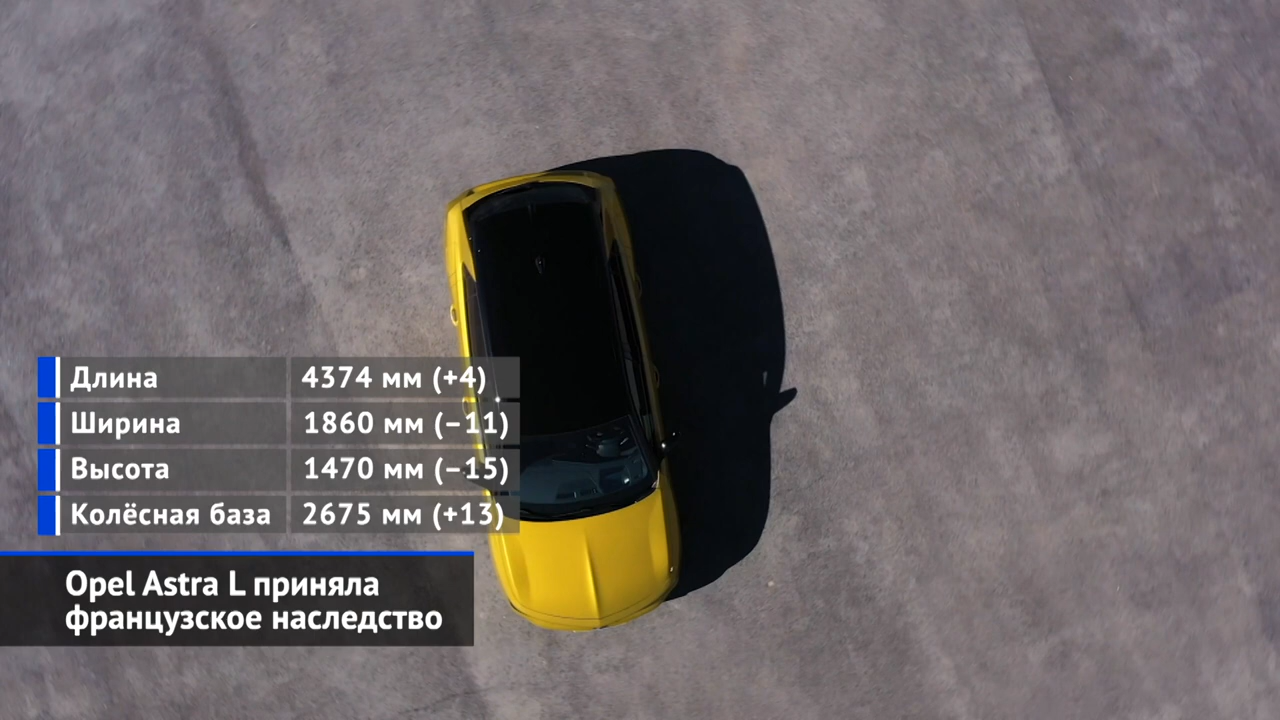 Длина 4374 мм (+4)
Ширина 1860 мм (–11)
Высота 1470 мм (–15)
Колёсная база 2675 мм (+13)
Opel Astra L приняла
французское наследство